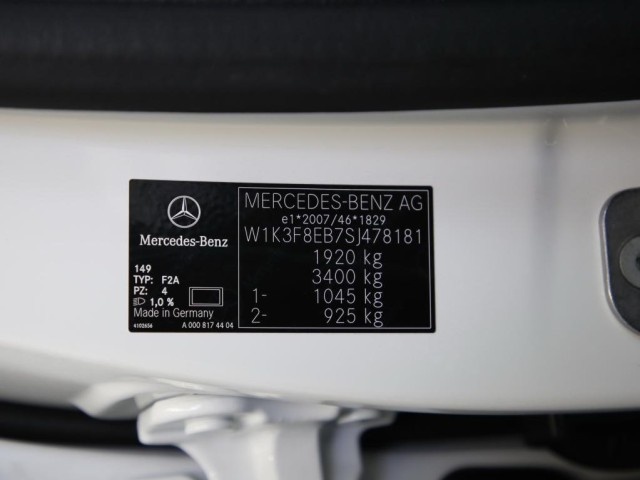 Mercedes-Benz
149
TYP: F2A
PZ: 4
1,0 %
Made in Germany
4102656
A 000 817 44 04
MERCEDES-BENZ AG
e1*2007/46*1829
W1K3F8EB7SJ478181
1920 kg
3400 kg
1- 1045 kg
2- 925 kg